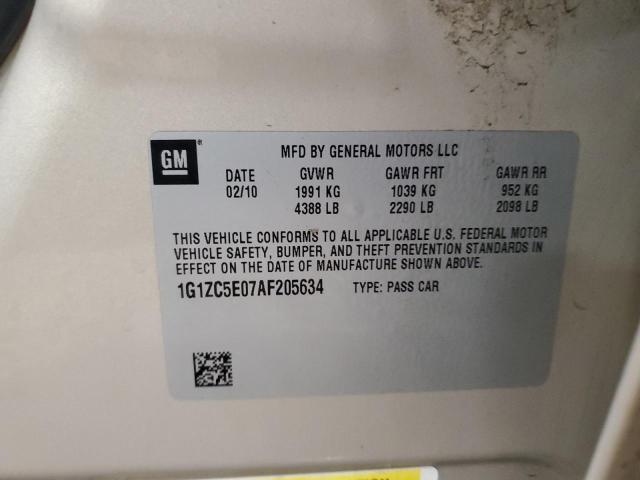 GM®
MFD BY GENERAL MOTORS LLC
DATE GVWR GAWR FRT GAWR RR
02/10 1991 KG 1039 KG 952 KG
4388 LB 2290 LB 2098 LB
THIS VEHICLE CONFORMS TO ALL APPLICABLE U.S. FEDERAL MOTOR
VEHICLE SAFETY, BUMPER, AND THEFT PREVENTION STANDARDS IN
EFFECT ON THE DATE OF MANUFACTURE SHOWN ABOVE.
1G1ZC5E07AF205634 TYPE: PASS CAR